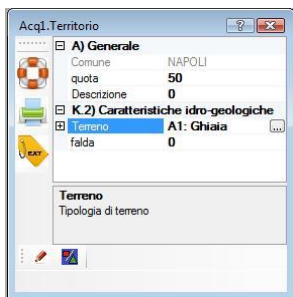 Acq1.Territorio
A) Generale
Comune NAPOLI
quota 50
Descrizione 0
K.2) Caratteristiche idro-geologiche
Terreno A1: Ghiaia ...
falda 0
EXT
Terreno
Tipologia di terreno